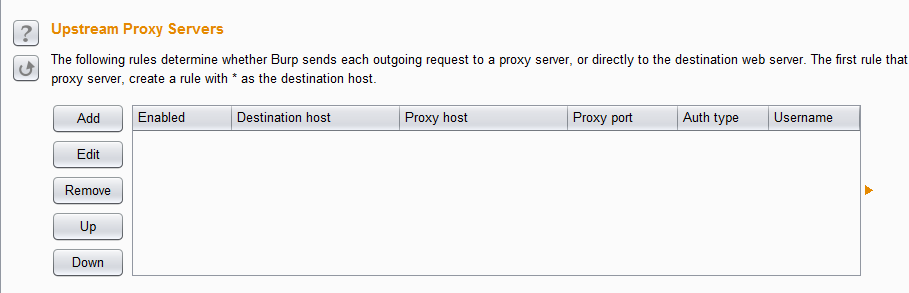 ?
Upstream Proxy Servers
The following rules determine whether Burp sends each outgoing request to a proxy server, or directly to the destination web server. The first rule that
proxy server, create a rule with * as the destination host.
Add
Enabled Destination host Proxy host Proxy port Auth type Username
Edit
Remove
Up
Down